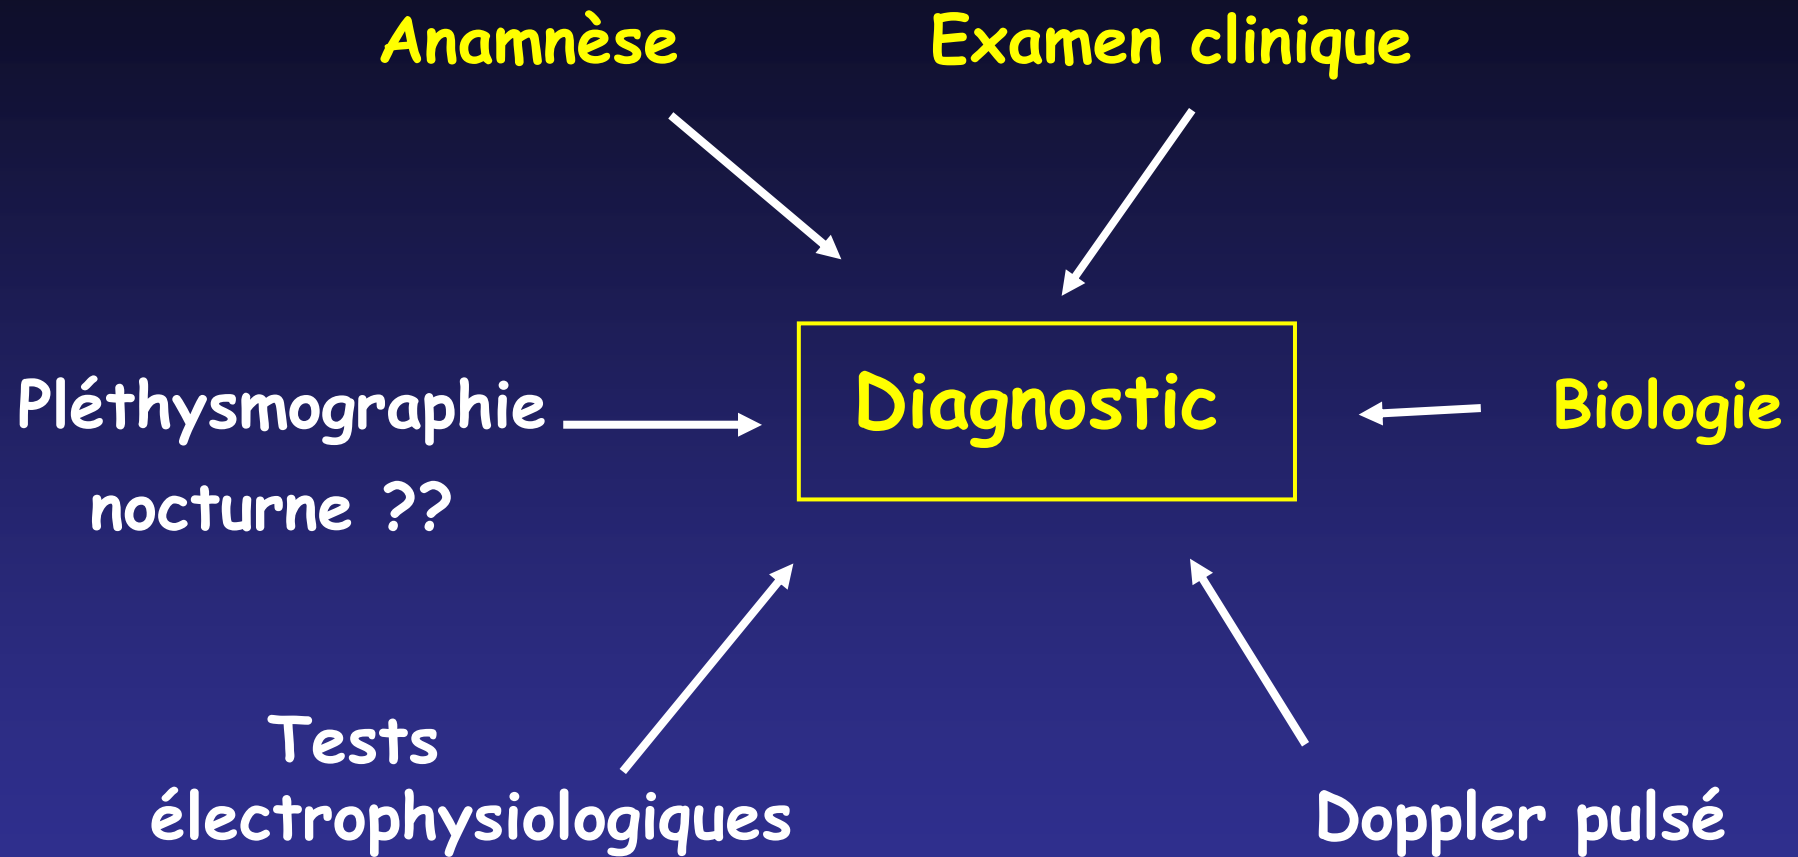 Anamnèse
Examen clinique
Pléthysmographie
nocturne ??
Diagnostic
Biologie
Tests
électrophysiologiques
Doppler pulsé